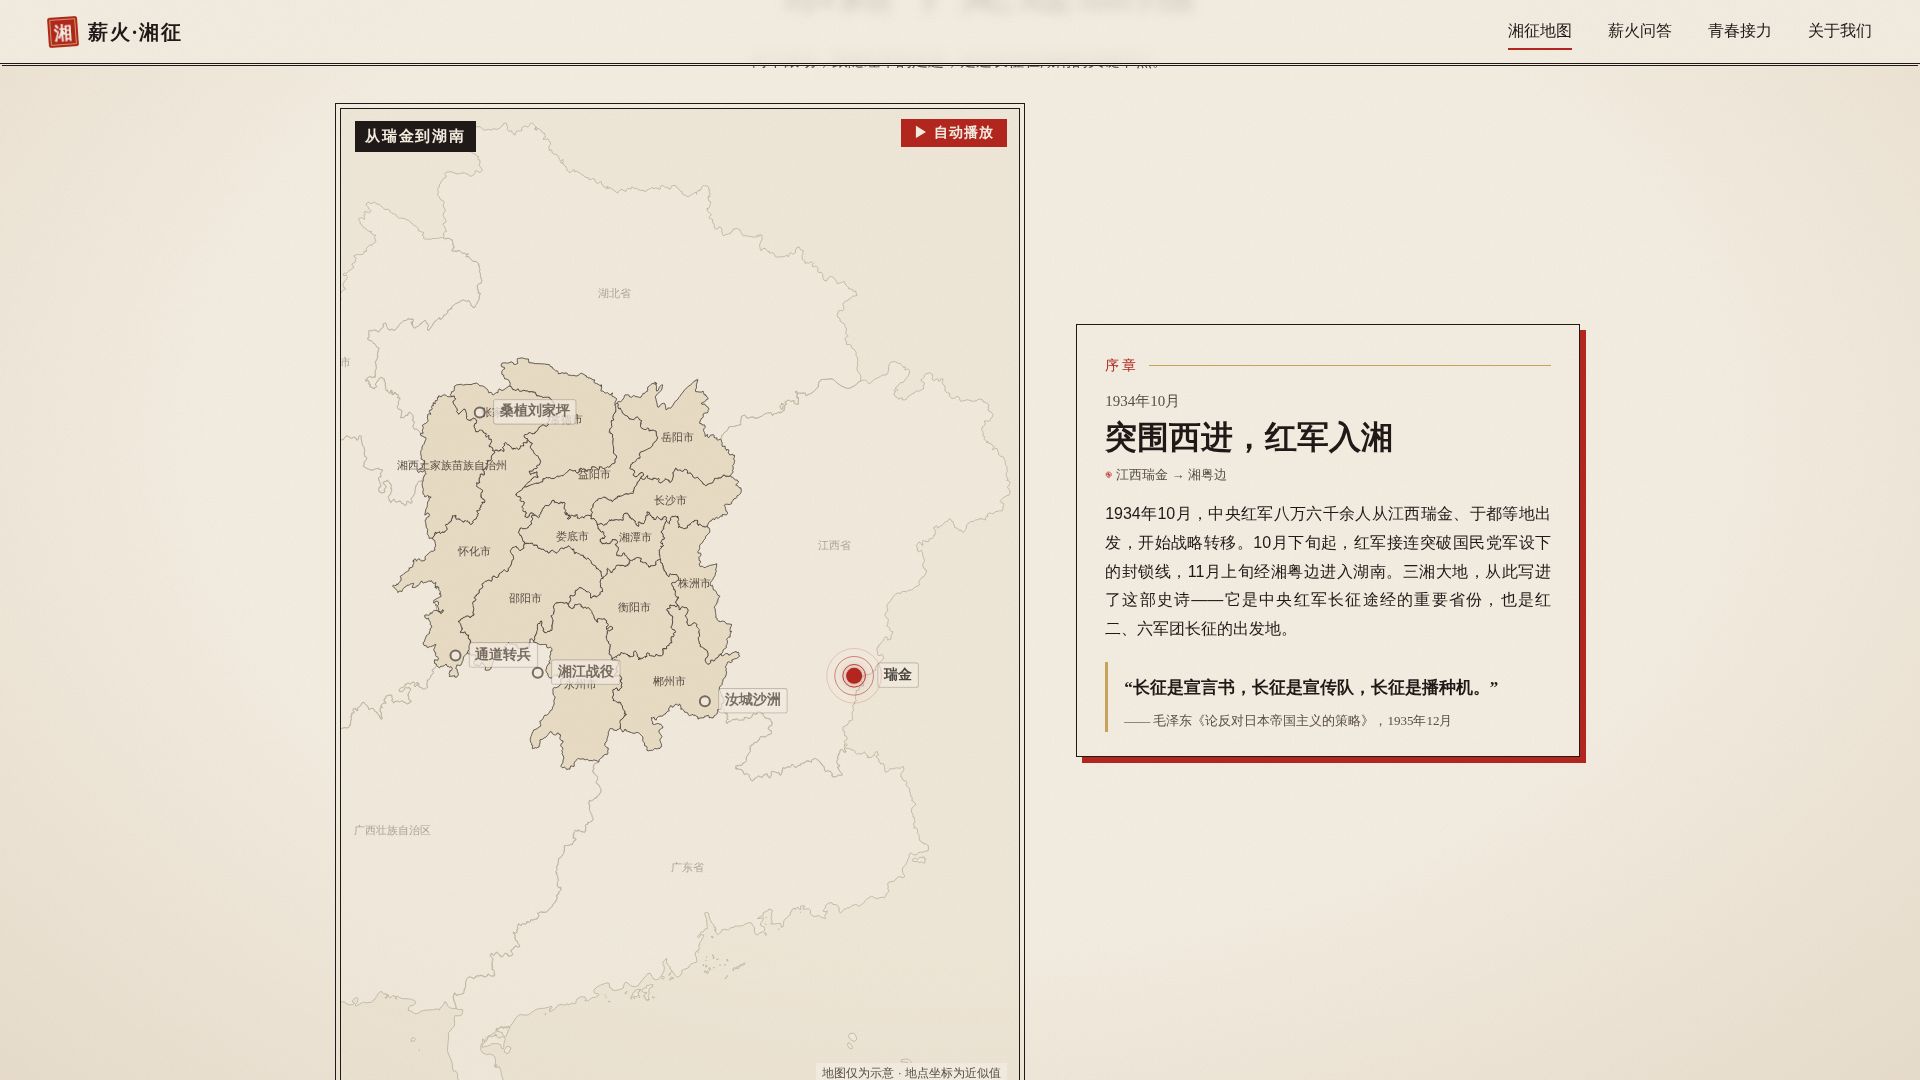 湘
薪火·湘征
湘征地图
薪火问答
青春接力
关于我们
从瑞金到湖南
▶ 自动播放
湖北省
市
桑植刘家坪
市
岳阳市
湘西土家族苗族自治州
益阳市
长沙市
娄底市
湘潭市
江西省
怀化市
株洲市
邵阳市
衡阳市
通道转兵
湘江战役
永州市
郴州市
瑞金
汝城沙洲
广西壮族自治区
广东省
地图仅为示意 · 地点坐标为近似值
序章
1934年10月
突围西进，红军入湘
江西瑞金 → 湘粤边
1934年10月，中央红军八万六千余人从江西瑞金、于都等地出
发，开始战略转移。10月下旬起，红军接连突破国民党军设下
的封锁线，11月上旬经湘粤边进入湖南。三湘大地，从此写进
了这部史诗——它是中央红军长征途经的重要省份，也是红
二、六军团长征的出发地。
“长征是宣言书，长征是宣传队，长征是播种机。”
—— 毛泽东《论反对日本帝国主义的策略》，1935年12月